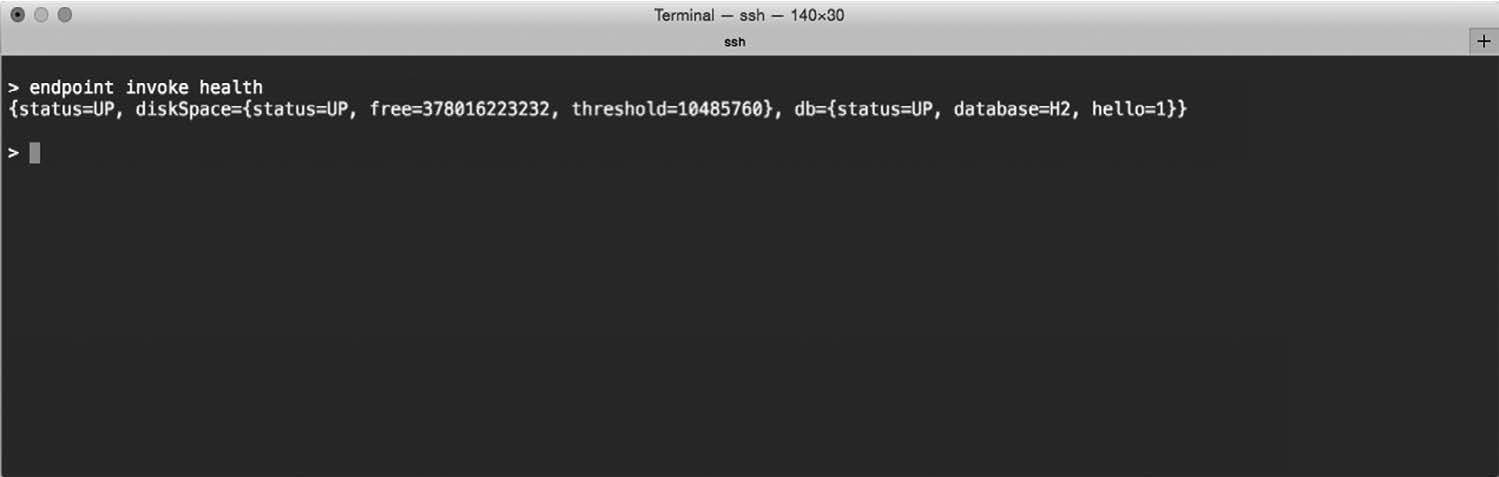 Terminal — ssh — 140×30
ssh
+
> endpoint invoke health
{status=UP, diskSpace={status=UP, free=378016223232, threshold=10485760}, db={status=UP, database=H2, hello=1}}
>